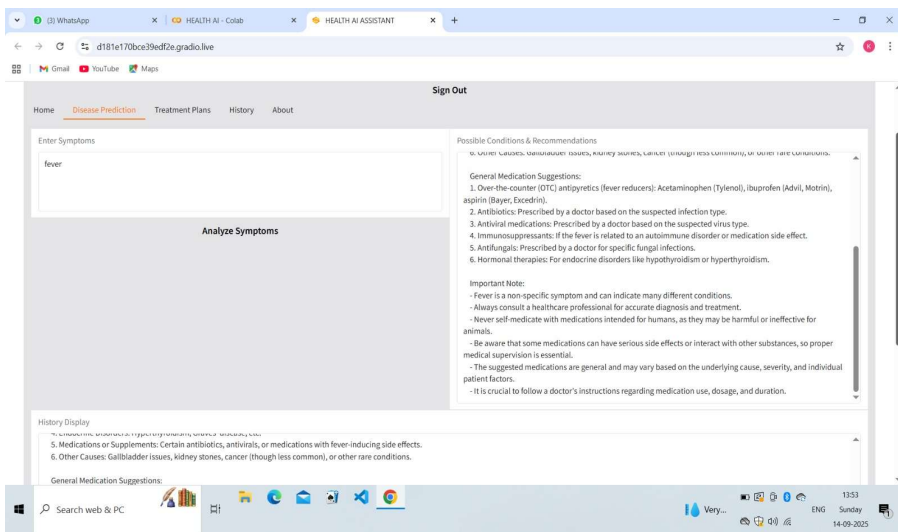 (3) WhatsApp
HEALTH AI - Colab
HEALTH AI ASSISTANT
d181e170bce39edf2e.gradio.live
K
Gmail
YouTube
Maps
Sign Out
Home
Disease Prediction
Treatment Plans
History
About
Enter Symptoms
fever
Analyze Symptoms
Possible Conditions & Recommendations
6. Other Causes: Gallbladder issues, kidney stones, cancer (though less common), or other rare conditions.
General Medication Suggestions:
1. Over-the-counter (OTC) antipyretics (fever reducers): Acetaminophen (Tylenol), ibuprofen (Advil, Motrin),
aspirin (Bayer, Excedrin).
2. Antibiotics: Prescribed by a doctor based on the suspected infection type.
3. Antiviral medications: Prescribed by a doctor based on the suspected virus type.
4. Immunosuppressants: If the fever is related to an autoimmune disorder or medication side effect.
5. Antifungals: Prescribed by a doctor for specific fungal infections.
6. Hormonal therapies: For endocrine disorders like hypothyroidism or hyperthyroidism.
Important Note:
- Fever is a non-specific symptom and can indicate many different conditions.
- Always consult a healthcare professional for accurate diagnosis and treatment.
- Never self-medicate with medications intended for humans, as they may be harmful or ineffective for
animals.
- Be aware that some medications can have serious side effects or interact with other substances, so proper
medical supervision is essential.
- The suggested medications are general and may vary based on the underlying cause, severity, and individual
patient factors.
- It is crucial to follow a doctor's instructions regarding medication use, dosage, and duration.
History Display
4. Endocrine Disorders: Hyperthyroidism, Graves' disease, etc.
5. Medications or Supplements: Certain antibiotics, antivirals, or medications with fever-inducing side effects.
6. Other Causes: Gallbladder issues, kidney stones, cancer (though less common), or other rare conditions.
General Medication Suggestions:
Search web & PC
Very...
ENG
13:53
Sunday
14-09-2025